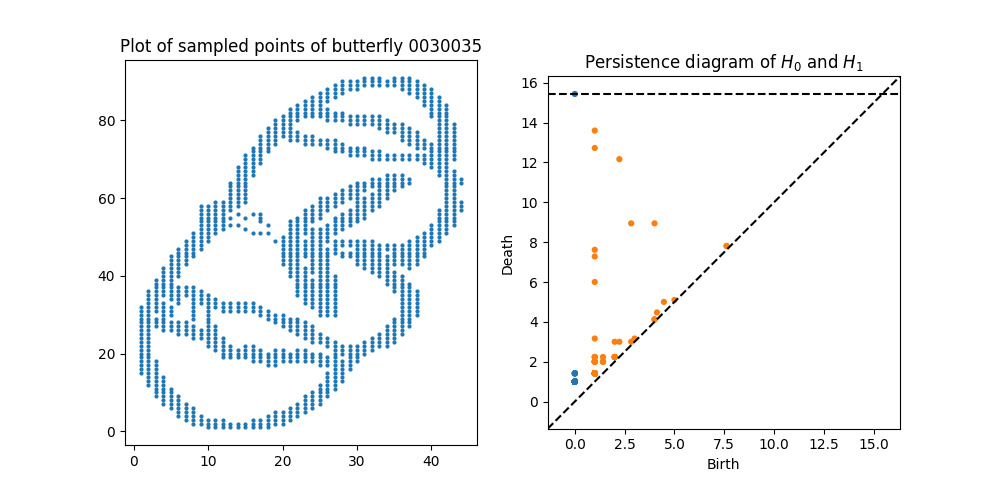 Plot of sampled points of butterfly 0030035
80
60
40
20
0
0 10 20 30 40
Persistence diagram of $H_0$ and $H_1$
16
14
12
10
8
6
4
2
0
Death
0.0 2.5 5.0 7.5 10.0 12.5 15.0
Birth